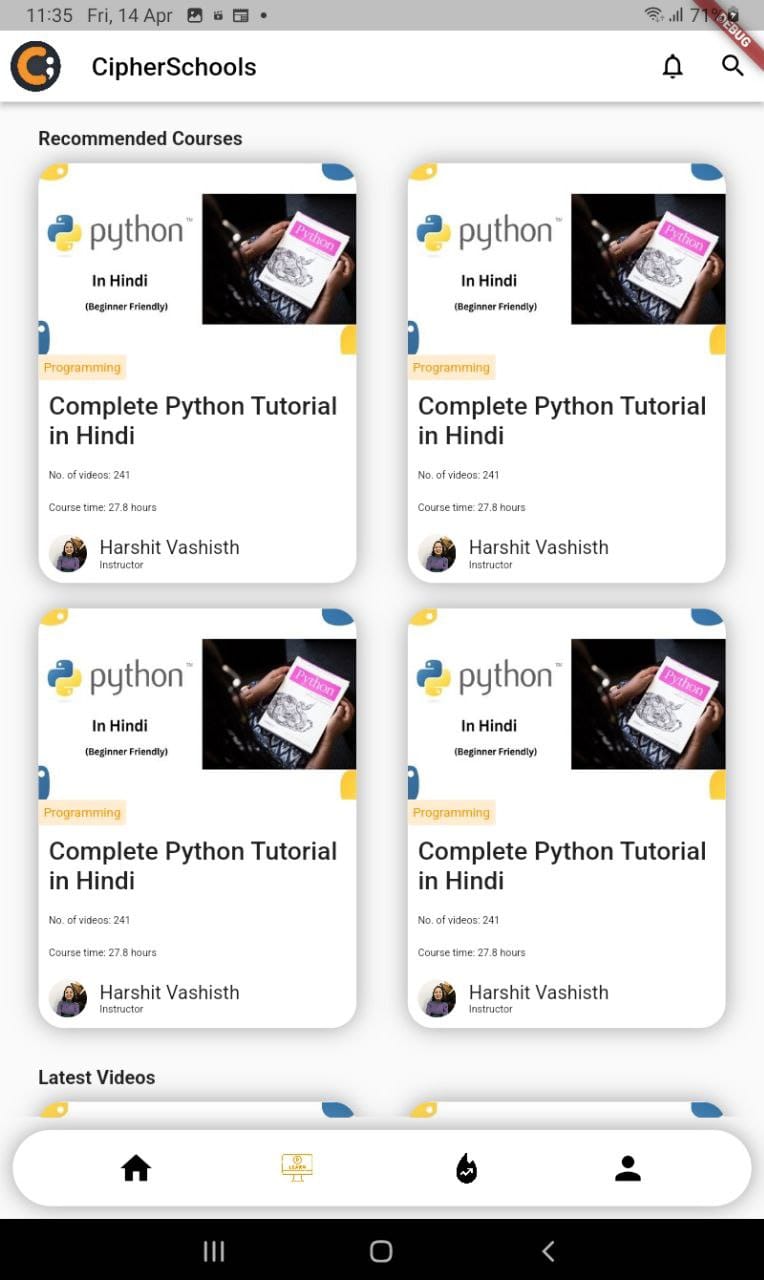 11:35 Fri, 14 Apr
71%
DEBUG
CipherSchools
Recommended Courses
python™
Python
In Hindi
(Beginner Friendly)
Programming
Complete Python Tutorial
in Hindi
No. of videos: 241
Course time: 27.8 hours
Harshit Vashisth
Instructor
python™
Python
In Hindi
(Beginner Friendly)
Programming
Complete Python Tutorial
in Hindi
No. of videos: 241
Course time: 27.8 hours
Harshit Vashisth
Instructor
python™
Python
In Hindi
(Beginner Friendly)
Programming
Complete Python Tutorial
in Hindi
No. of videos: 241
Course time: 27.8 hours
Harshit Vashisth
Instructor
python™
Python
In Hindi
(Beginner Friendly)
Programming
Complete Python Tutorial
in Hindi
No. of videos: 241
Course time: 27.8 hours
Harshit Vashisth
Instructor
Latest Videos
LEARN